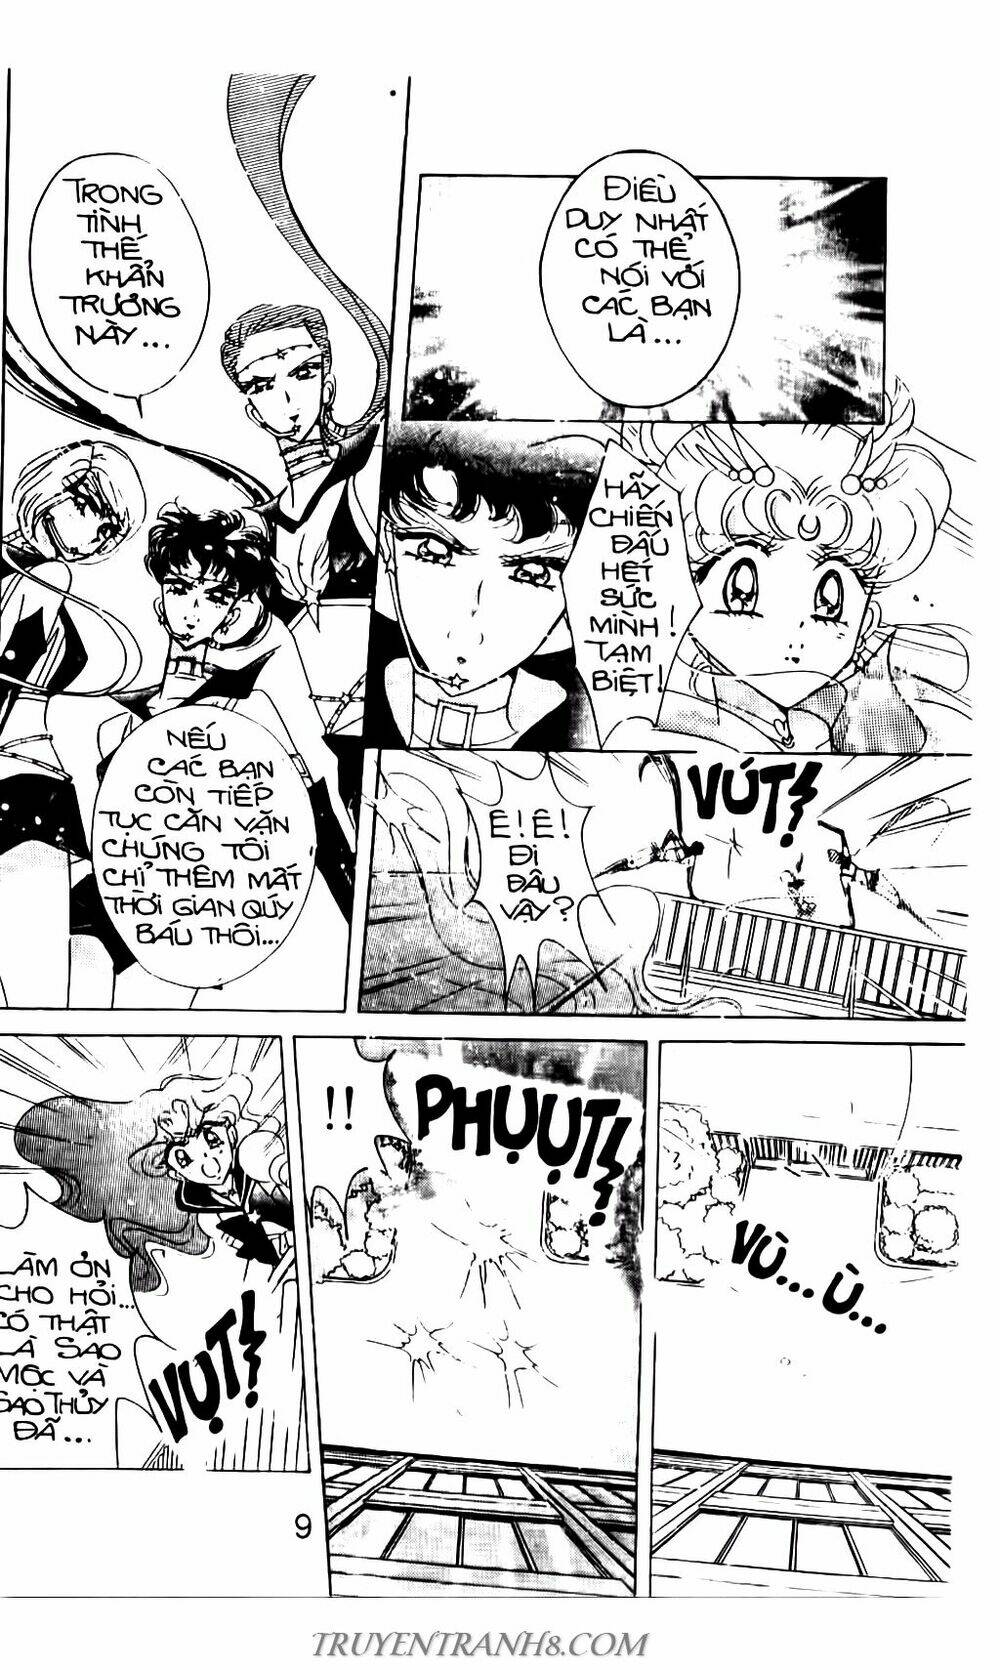 TRONG
TÌNH
THẾ
KHẨN
TRƯƠNG
NÀY...
ĐIỀU
DUY NHẤT
CÓ THỂ
NÓI VỚI
CÁC BẠN
LÀ...
HÃY
CHIẾN
ĐẤU
HẾT
SỨC
MÌNH!
TẠM
BIỆT!
NẾU
CÁC BẠN
CÒN TIẾP
TỤC CĂN VẶN
CHÚNG TÔI
CHỈ THÊM MẤT
THỜI GIAN QÚY
BÁU THÔI...
VÚT!
Ê! Ê!
ĐI
ĐÂU
VẬY?
LÀM ƠN
CHO HỎI...
CÓ THẬT
LÀ SAO
MỘC VÀ
SAO THỦY
ĐÃ...
VỤT!
!!
PHỤỤT!
VÙ...Ù...
9
TRUYENTRANH8.COM